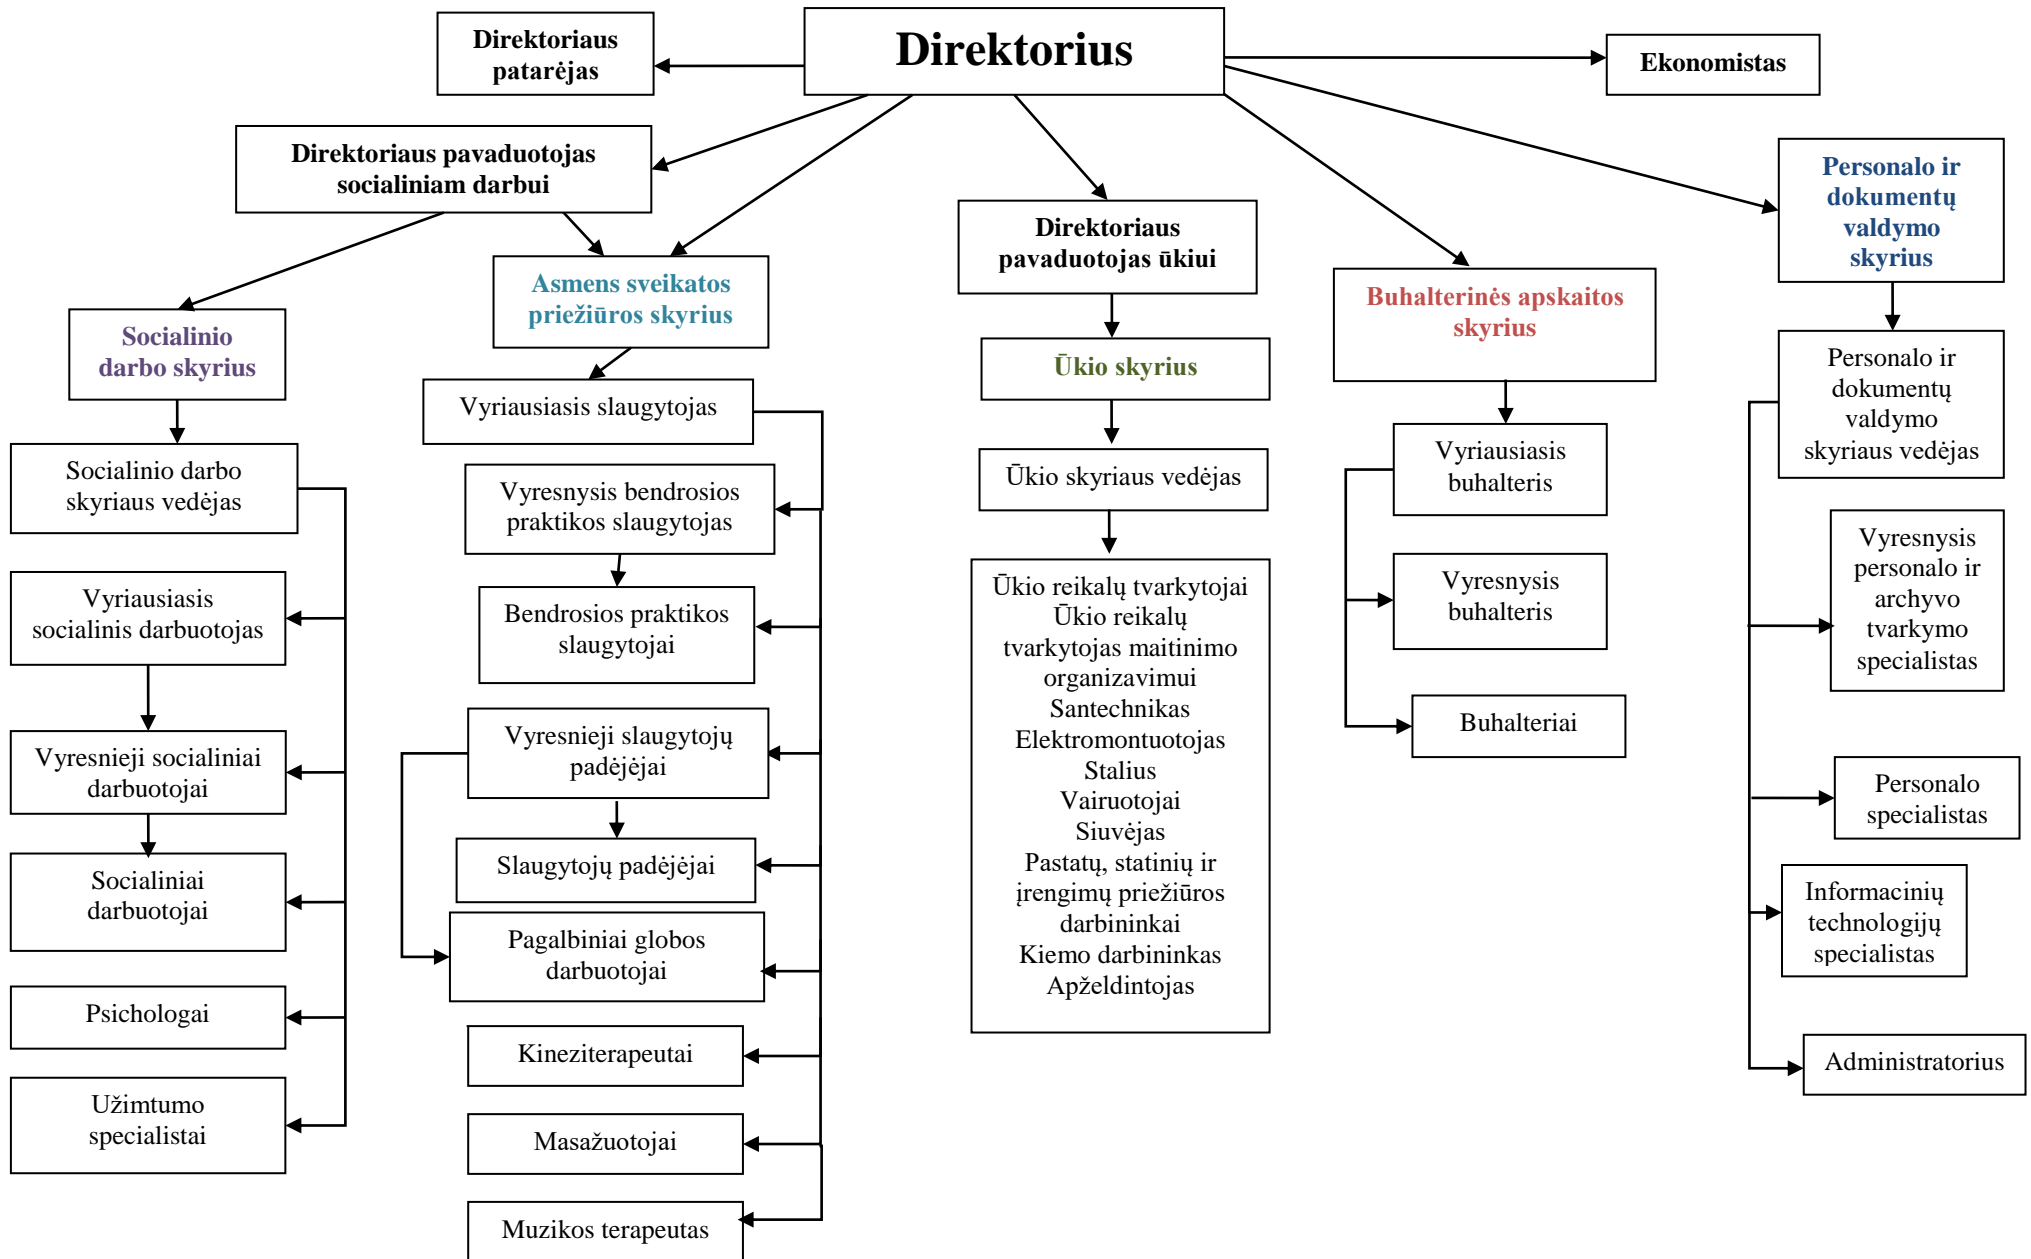 Direktoriaus
patarėjas
Direktorius
Ekonomistas
Direktoriaus pavaduotojas
socialiniam darbui
Direktoriaus
pavaduotojas ūkiui
Personalo ir
dokumentų
valdymo
skyrius
Asmens sveikatos
priežiūros skyrius
Buhalterinės apskaitos
skyrius
Socialinio
darbo skyrius
Ūkio skyrius
Socialinio darbo
skyriaus vedėjas
Vyriausiasis
socialinis darbuotojas
Vyresnieji socialiniai
darbuotojai
Socialiniai
darbuotojai
Psichologai
Užimtumo
specialistai
Vyriausiasis slaugytojas
Vyresnysis bendrosios
praktikos slaugytojas
Bendrosios praktikos
slaugytojai
Vyresnieji slaugytojų
padėjėjai
Slaugytojų padėjėjai
Pagalbiniai globos
darbuotojai
Kineziterapeutai
Masažuotojai
Muzikos terapeutas
Ūkio skyriaus vedėjas
Ūkio reikalų tvarkytojai
Ūkio reikalų
tvarkytojas maitinimo
organizavimui
Santechnikas
Elektromontuotojas
Stalius
Vairuotojai
Siuvėjas
Pastatų, statinių ir
įrengimų priežiūros
darbininkai
Kiemo darbininkas
Apželdintojas
Vyriausiasis
buhalteris
Vyresnysis
buhalteris
Buhalteriai
Personalo ir
dokumentų
valdymo
skyriaus vedėjas
Vyresnysis
personalo ir
archyvo
tvarkymo
specialistas
Personalo
specialistas
Informacinių
technologijų
specialistas
Administratorius